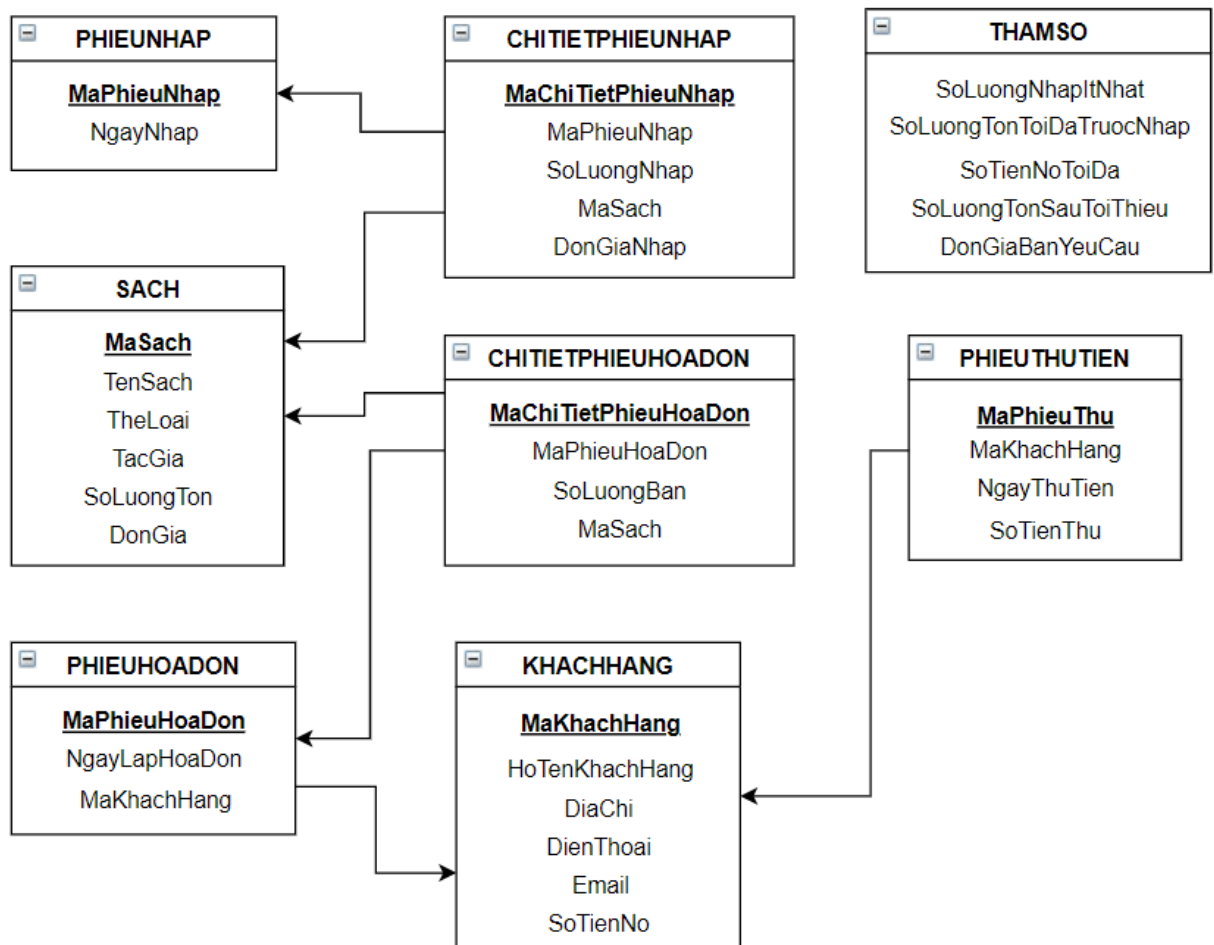 PHIEUNHAP
MaPhieuNhap
NgayNhap
CHITIETPHIEUNHAP
MaChiTietPhieuNhap
MaPhieuNhap
SoLuongNhap
MaSach
DonGiaNhap
THAMSO
SoLuongNhapItNhat
SoLuongTonToiDaTruocNhap
SoTienNoToiDa
SoLuongTonSauToiThieu
DonGiaBanYeuCau
SACH
MaSach
TenSach
TheLoai
TacGia
SoLuongTon
DonGia
CHITIETPHIEUHOADON
MaChiTietPhieuHoaDon
MaPhieuHoaDon
SoLuongBan
MaSach
PHIEUTHUTIEN
MaPhieuThu
MaKhachHang
NgayThuTien
SoTienThu
PHIEUHOADON
MaPhieuHoaDon
NgayLapHoaDon
MaKhachHang
KHACHHANG
MaKhachHang
HoTenKhachHang
DiaChi
DienThoai
Email
SoTienNo